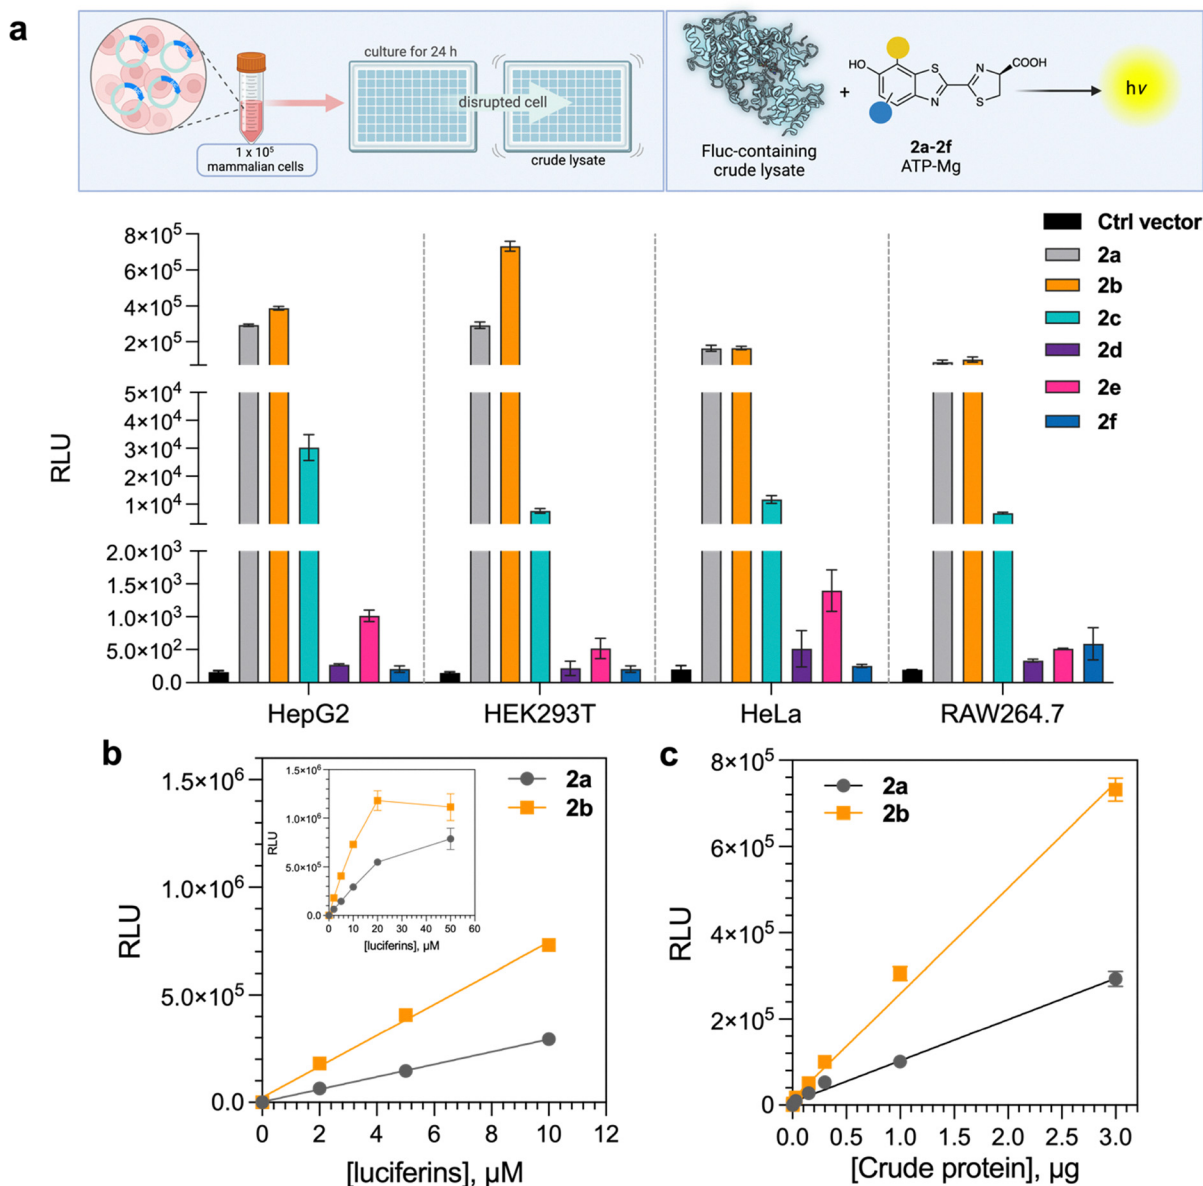 a
culture for 24 h
disrupted cell
1 x 10⁵
mammalian cells
crude lysate
Fluc-containing
crude lysate
+
HO
S
N
N
S
COOH
2a-2f
ATP-Mg
hν
RLU
8×10⁵
6×10⁵
4×10⁵
2×10⁵
5×10⁴
4×10⁴
3×10⁴
2×10⁴
1×10⁴
2.0×10³
1.5×10³
1.0×10³
5.0×10²
0.0
HepG2
HEK293T
HeLa
RAW264.7
Ctrl vector
2a
2b
2c
2d
2e
2f
b
RLU
1.5×10⁶
1.0×10⁶
5.0×10⁵
0.0
0 2 4 6 8 10 12
[luciferins], μM
2a
2b
RLU
1.5×10⁶
1.0×10⁶
5.0×10⁵
0.0
0 10 20 30 40 50 60
[luciferins], μM
c
RLU
8×10⁵
6×10⁵
4×10⁵
2×10⁵
0
0.0 0.5 1.0 1.5 2.0 2.5 3.0
[Crude protein], μg
2a
2b